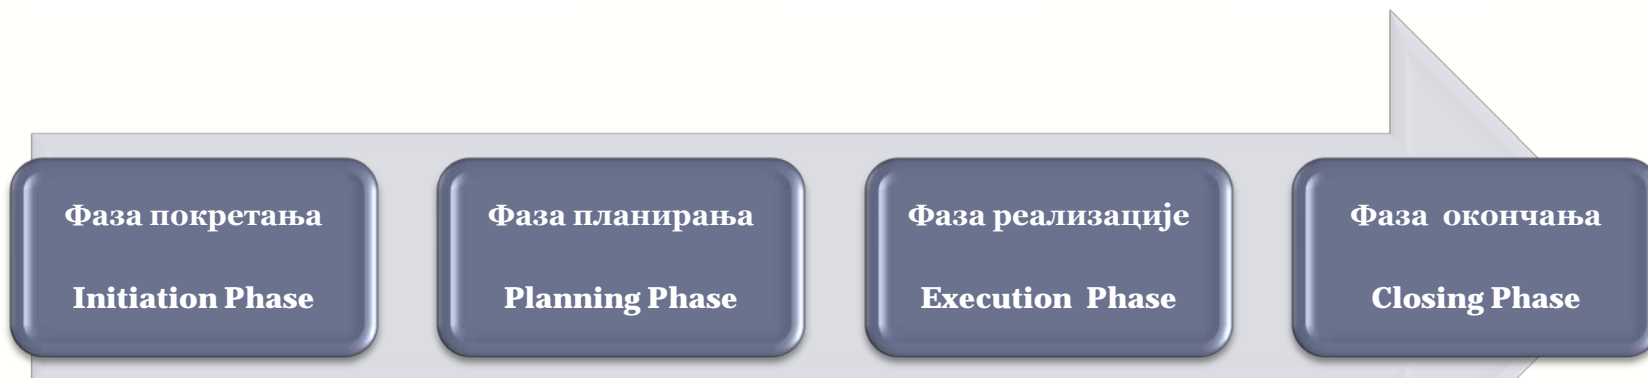 Фаза покретања
Initiation Phase
Фаза планирања
Planning Phase
Фаза реализације
Execution Phase
Фаза окончања
Closing Phase